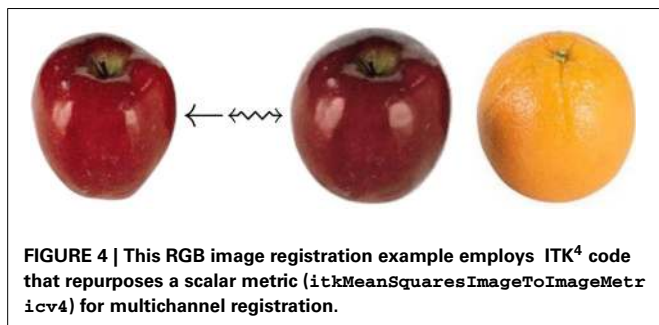 FIGURE 4 | This RGB image registration example employs ITK⁴ code
that repurposes a scalar metric (itkMeanSquaresImageToImageMetr
icv4) for multichannel registration.